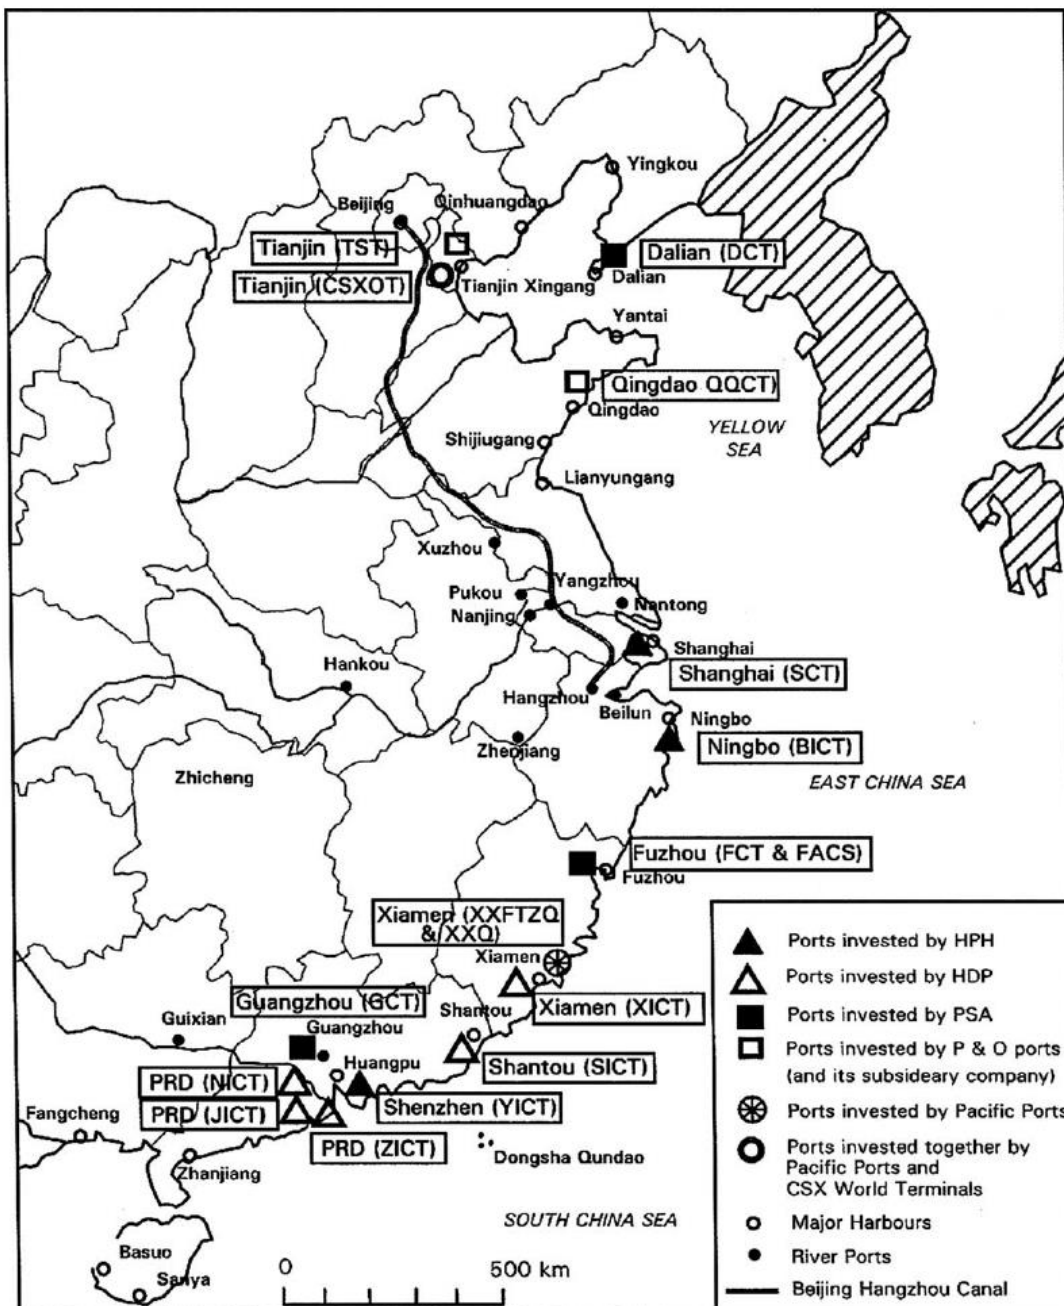 Yingkou
Beijing
Qinhuangdao
Tianjin (TST)
Dalian (DCT)
Tianjin (CSXOT)
Tianjin Xingang
Dalian
Yantai
Qingdao QQCT)
Qingdao
YELLOW
SEA
Shijiugang
Lianyungang
Xuzhou
Yangzhou
Pukou
Nantong
Nanjing
Shanghai
Hankou
Shanghai (SCT)
Hangzhou
Beilun
Ningbo
Zhenjiang
Ningbo (BICT)
Zhicheng
EAST CHINA SEA
Fuzhou (FCT & FACS)
Fuzhou
Xiamen (XXFTZQ
& XXQ)
Xiamen
Guangzhou (GCT)
Xiamen (XICT)
Shantou
Guixian
Guangzhou
Huangpu
Shantou (SICT)
PRD (NICT)
Shenzhen (YICT)
Fangcheng
PRD (JICT)
PRD (ZICT)
Dongsha Qundao
Zhanjiang
SOUTH CHINA SEA
Basuo
Sanya
0 500 km
Ports invested by HPH
Ports invested by HDP
Ports invested by PSA
Ports invested by P & O ports
(and its subsideary company)
Ports invested by Pacific Ports
Ports invested together by
Pacific Ports and
CSX World Terminals
Major Harbours
River Ports
Beijing Hangzhou Canal